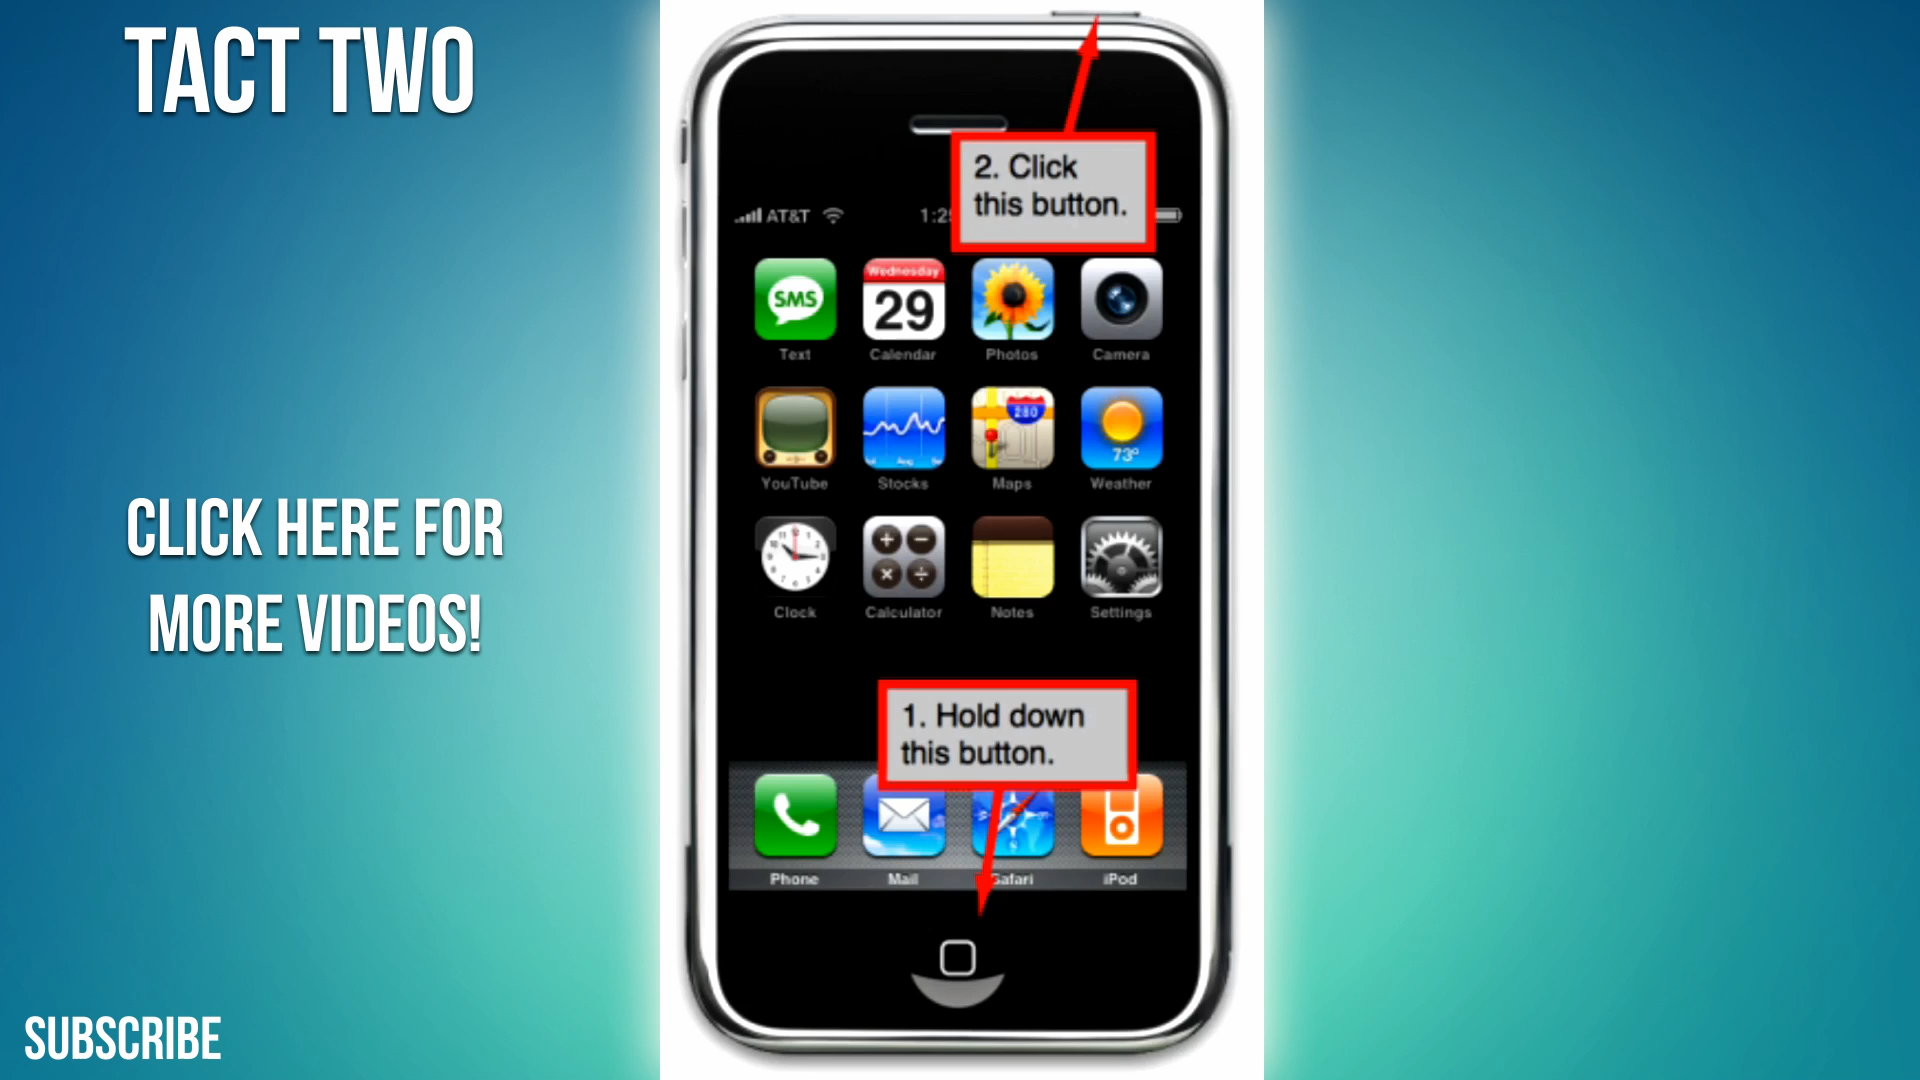 TACT TWO
2. Click
this button.
AT&T 1:2
SMS
Wednesday
29
280
Text Calendar Photos Camera
73°
YouTube Stocks Maps Weather
Clock Calculator Notes Settings
CLICK HERE FOR
MORE VIDEOS!
1. Hold down
this button.
Phone Mail Safari iPod
SUBSCRIBE